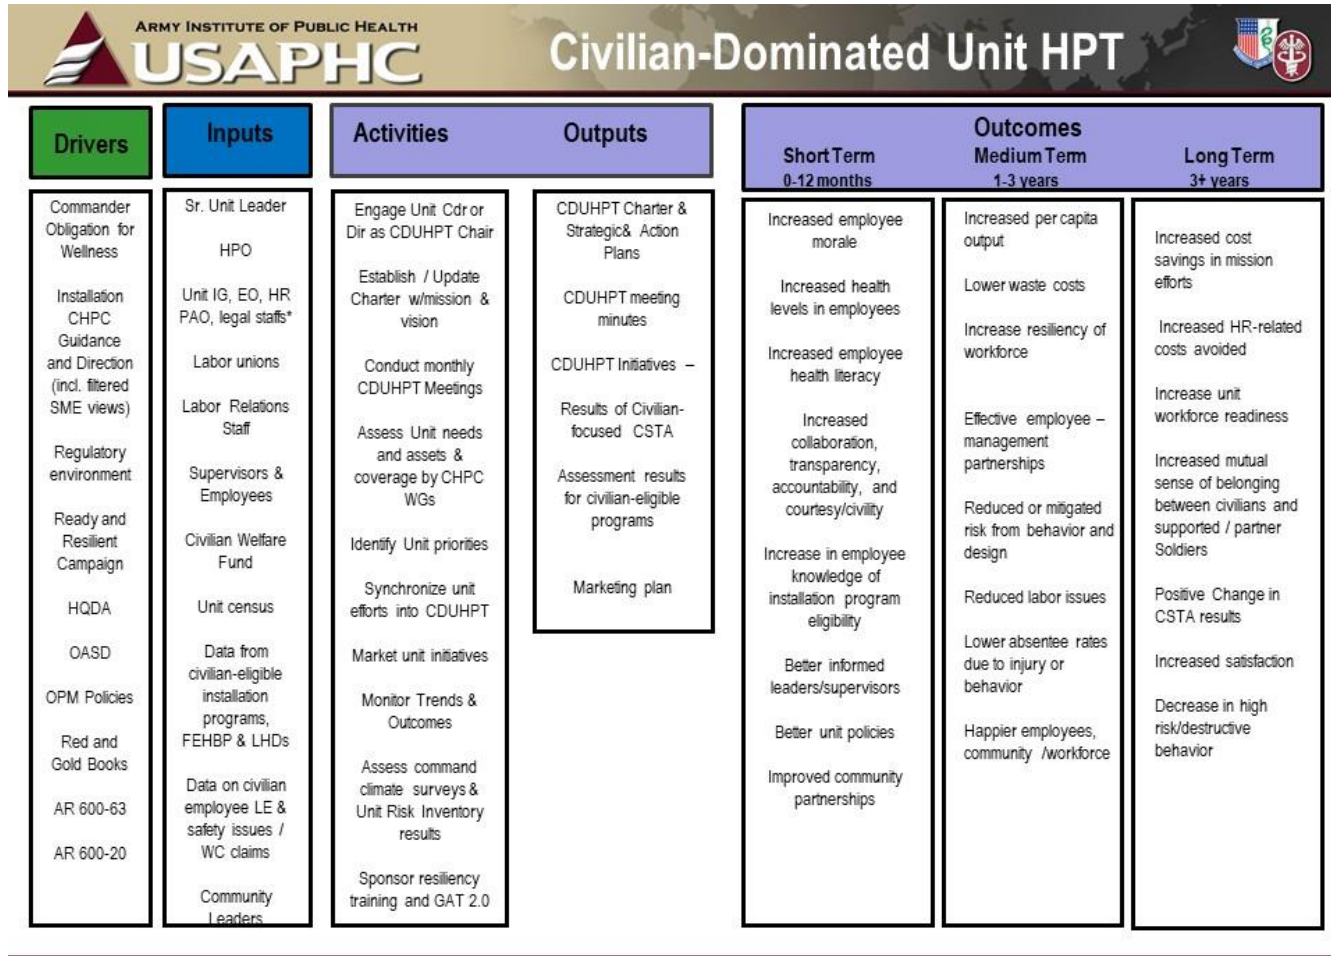 ARMY INSTITUTE OF PUBLIC HEALTH
USAPHC
Civilian-Dominated Unit HPT
Drivers
Commander
Obligation for
Wellness
Installation
CHPC
Guidance
and Direction
(incl. filtered
SME views)
Regulatory
environment
Ready and
Resilient
Campaign
HQDA
OASD
OPM Policies
Red and
Gold Books
AR 600-63
AR 600-20
Inputs
Sr. Unit Leader
HPO
Unit IG, EO, HR
PAO, legal staffs*
Labor unions
Labor Relations
Staff
Supervisors &
Employees
Civilian Welfare
Fund
Unit census
Data from
civilian-eligible
installation
programs,
FEHBP & LHDs
Data on civilian
employee LE &
safety issues /
WC claims
Community
Leaders
Activities
Engage Unit Cdr or
Dir as CDUHPT Chair
Establish / Update
Charter w/mission &
vision
Conduct monthly
CDUHPT Meetings
Assess Unit needs
and assets &
coverage by CHPC
WGs
Identify Unit priorities
Synchronize unit
efforts into CDUHPT
Market unit initiatives
Monitor Trends &
Outcomes
Assess command
climate surveys &
Unit Risk Inventory
results
Sponsor resiliency
training and GAT 2.0
Outputs
CDUHPT Charter &
Strategic& Action
Plans
CDUHPT meeting
minutes
CDUHPT Initiatives –
Results of Civilian-
focused CSTA
Assessment results
for civilian-eligible
programs
Marketing plan
Outcomes
Short Term
0-12 months
Increased employee
morale
Increased health
levels in employees
Increased employee
health literacy
Increased
collaboration,
transparency,
accountability, and
courtesy/civility
Increase in employee
knowledge of
installation program
eligibility
Better informed
leaders/supervisors
Better unit policies
Improved community
partnerships
Medium Term
1-3 years
Increased per capita
output
Lower waste costs
Increase resiliency of
workforce
Effective employee –
management
partnerships
Reduced or mitigated
risk from behavior and
design
Reduced labor issues
Lower absentee rates
due to injury or
behavior
Happier employees,
community /workforce
Long Term
3+ years
Increased cost
savings in mission
efforts
Increased HR-related
costs avoided
Increase unit
workforce readiness
Increased mutual
sense of belonging
between civilians and
supported / partner
Soldiers
Positive Change in
CSTA results
Increased satisfaction
Decrease in high
risk/destructive
behavior